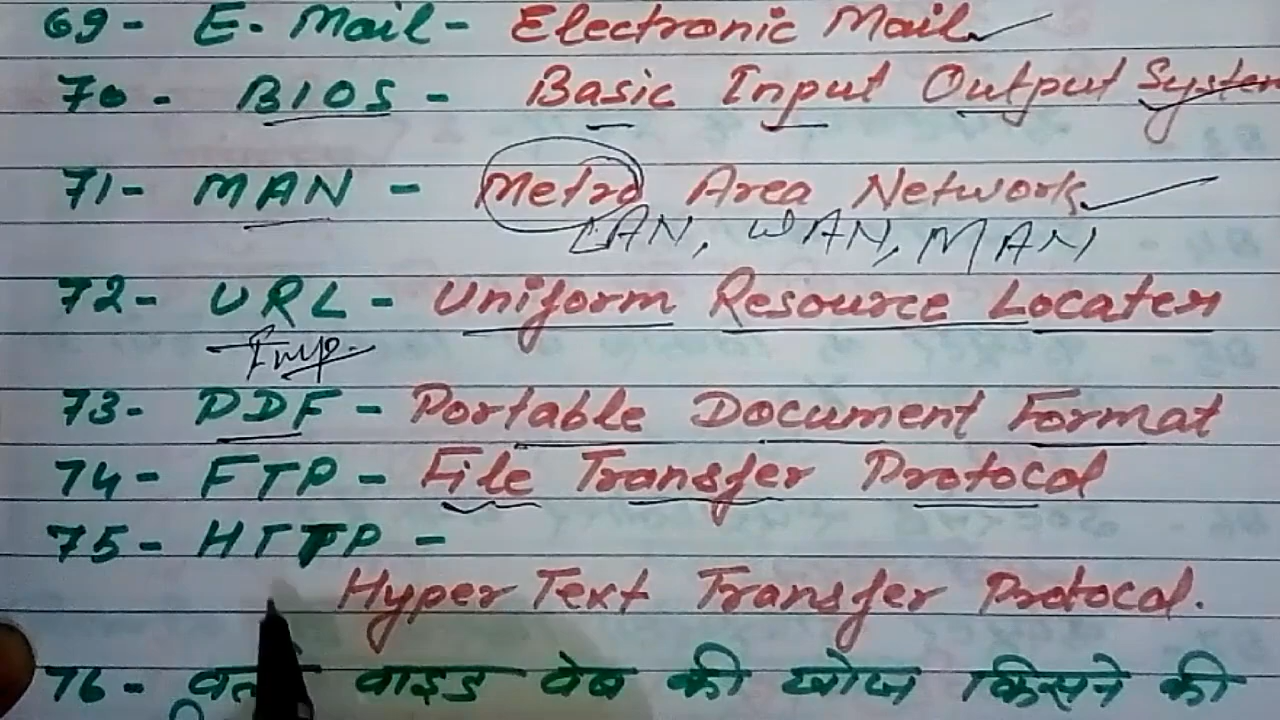 69- E. Mail- Electronic Mail
70- BIOS - Basic Input Output System
71- MAN - Metro Area Network
LAN, WAN, MAN
72- URL - Uniform Resource Locater
Imp.
73- PDF - Portable Document Format
74- FTP - File Transfer Protocol
75- HTTP -
HyperText Transfer Protocol.
76- वाइड वेब की खोज किसने की